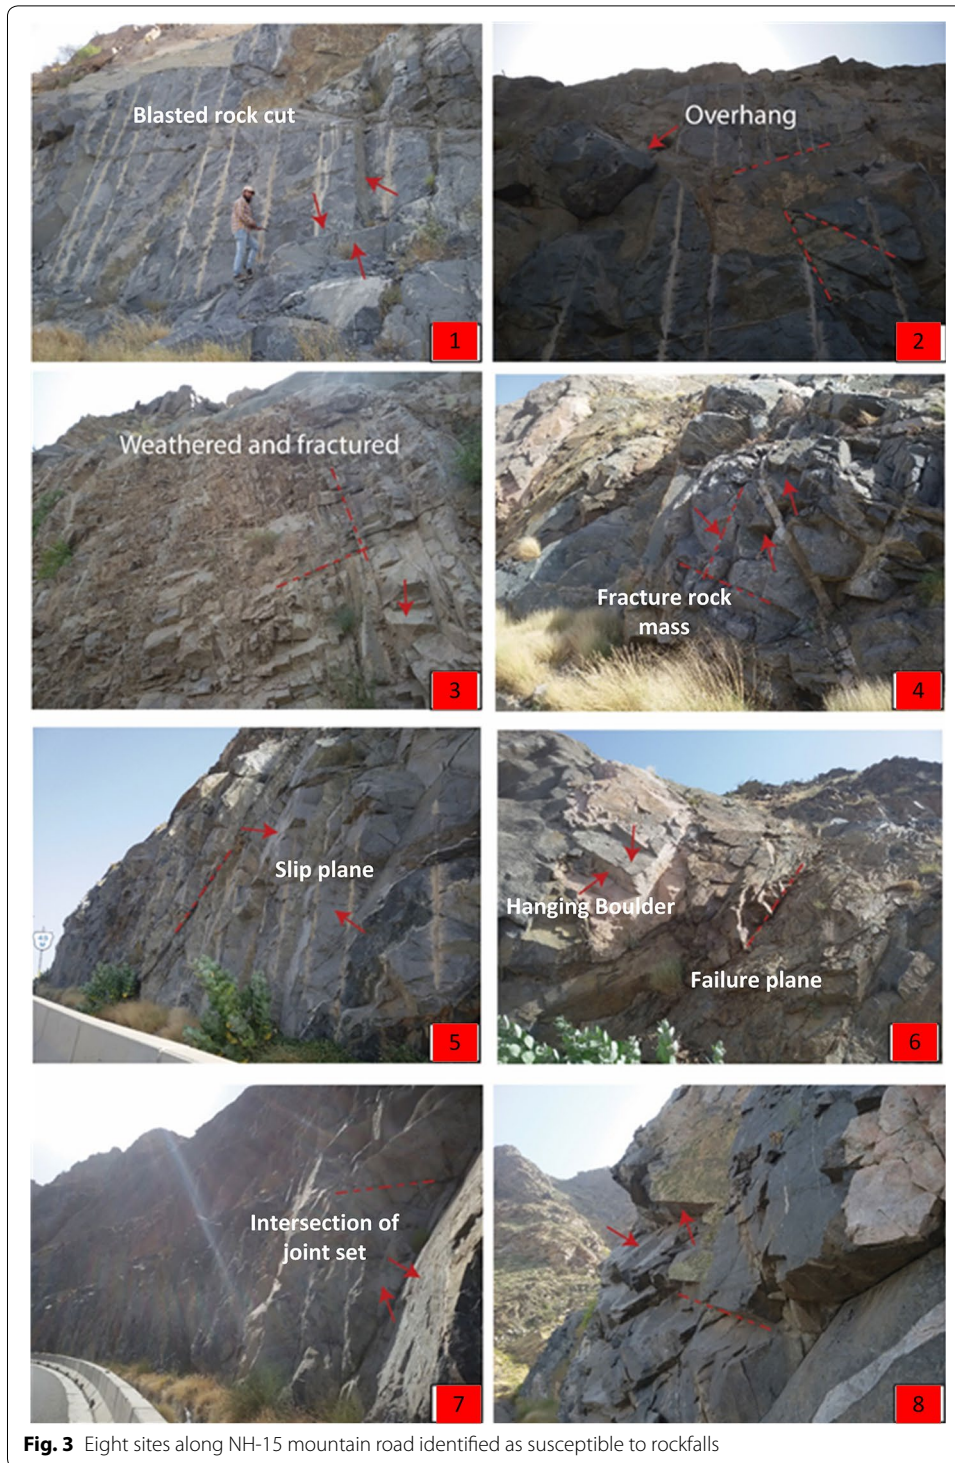 Blasted rock cut
1
Overhang
2
Weathered and fractured
3
Fracture rock
mass
4
Slip plane
5
Hanging Boulder
Failure plane
6
Intersection of
joint set
7
8
Fig. 3 Eight sites along NH-15 mountain road identified as susceptible to rockfalls